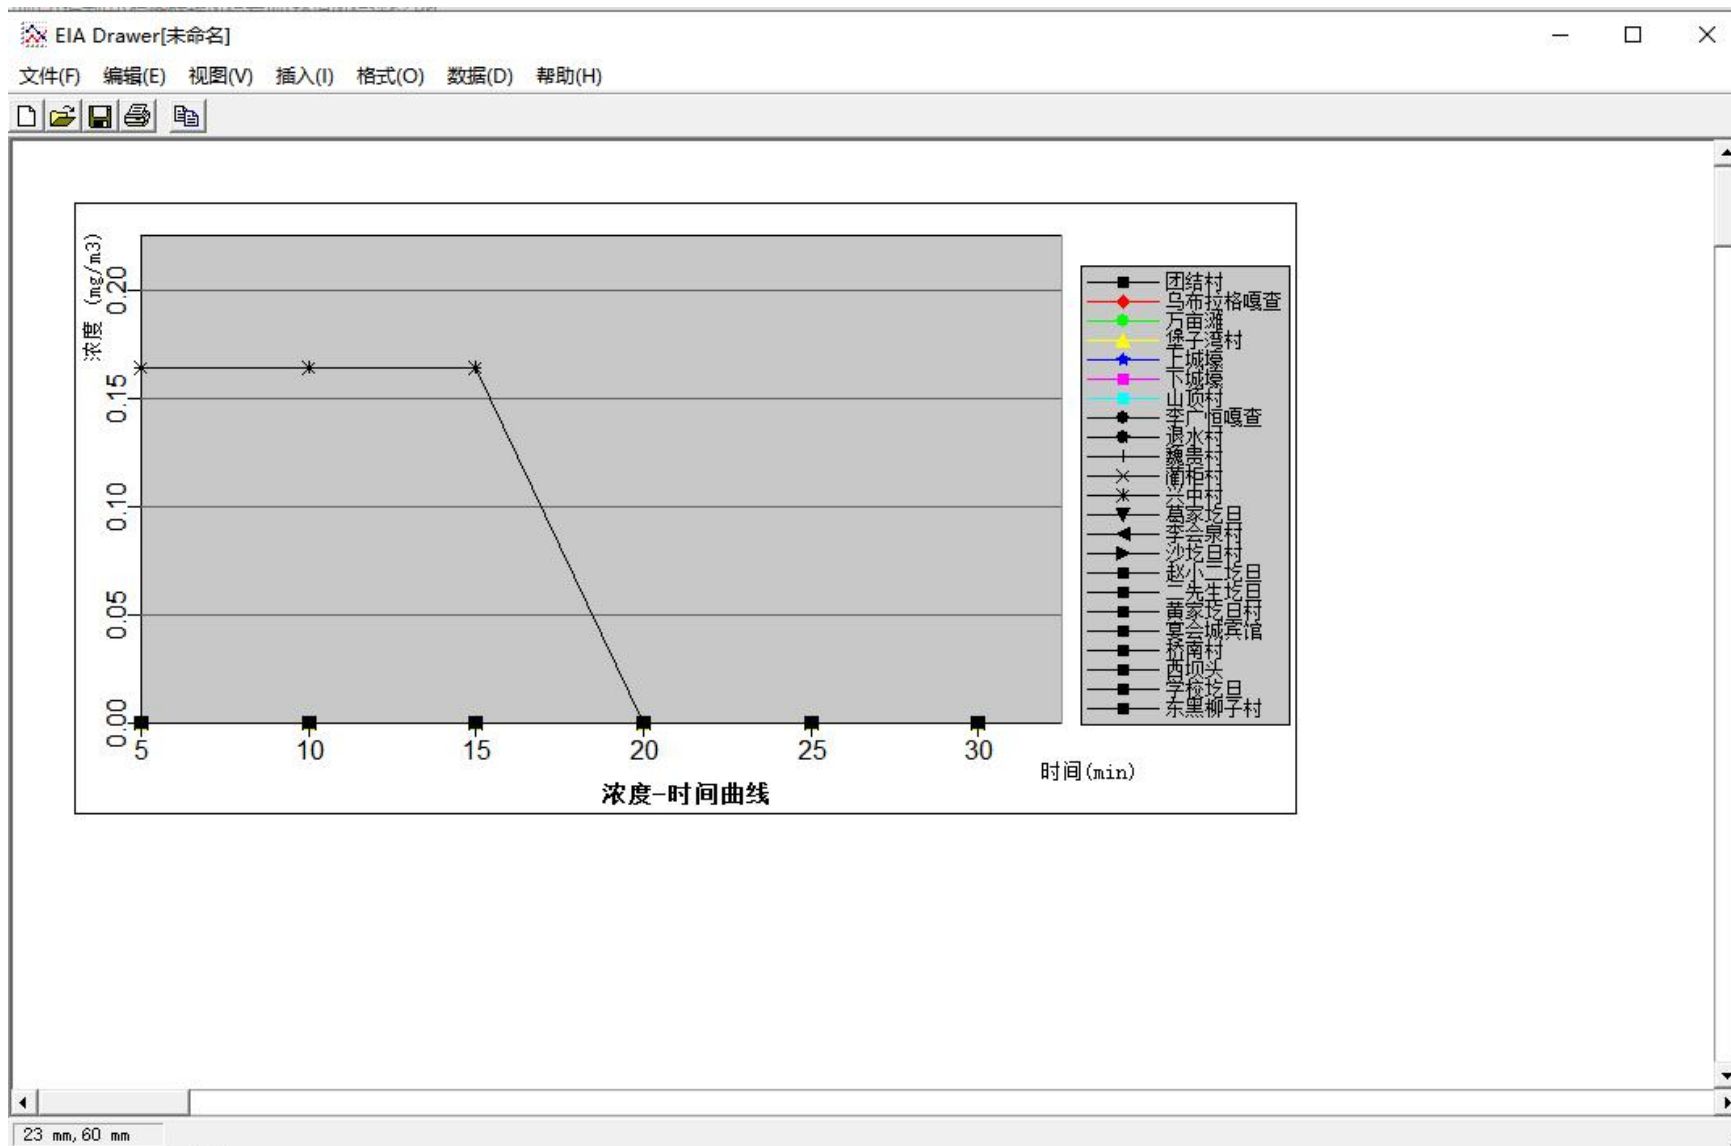 EIA Drawer[未命名]
文件(F) 编辑(E) 视图(V) 插入(I) 格式(O) 数据(D) 帮助(H)
浓度 (mg/m3)
0.20
0.15
0.10
0.05
0.00
5 10 15 20 25 30
时间(min)
浓度-时间曲线
团结村
乌布拉格嘎查
万亩滩
堡子湾村
上城壕
下城壕
山顶村
李广恒嘎查
退水村
魏贵村
蔺柜村
兴中村
葛家圪旦
李会泉村
沙圪旦村
赵小二圪旦
二先生圪旦
黄家圪旦村
宴会城宾馆
桥南村
西坝头
学校圪旦
东黑柳子村
23 mm,60 mm